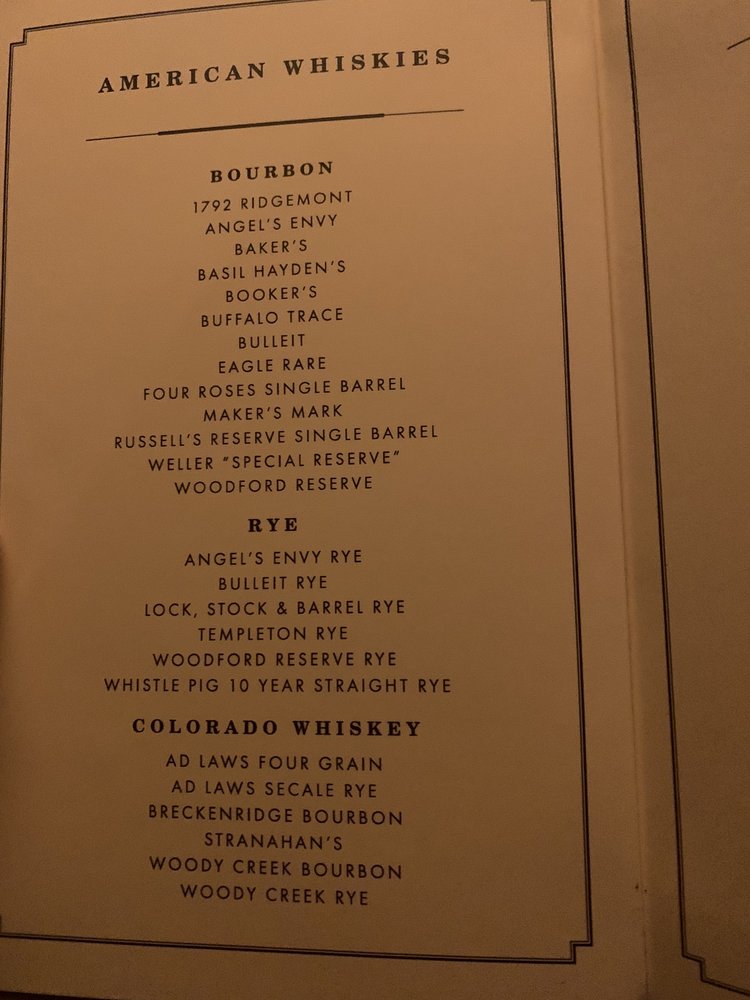 AMERICAN WHISKIES
BOURBON
1792 RIDGEMONT
ANGEL'S ENVY
BAKER'S
BASIL HAYDEN'S
BOOKER'S
BUFFALO TRACE
BULLEIT
EAGLE RARE
FOUR ROSES SINGLE BARREL
MAKER'S MARK
RUSSELL'S RESERVE SINGLE BARREL
WELLER "SPECIAL RESERVE"
WOODFORD RESERVE
RYE
ANGEL'S ENVY RYE
BULLEIT RYE
LOCK, STOCK & BARREL RYE
TEMPLETON RYE
WOODFORD RESERVE RYE
WHISTLE PIG 10 YEAR STRAIGHT RYE
COLORADO WHISKEY
AD LAWS FOUR GRAIN
AD LAWS SECALE RYE
BRECKENRIDGE BOURBON
STRANAHAN'S
WOODY CREEK BOURBON
WOODY CREEK RYE